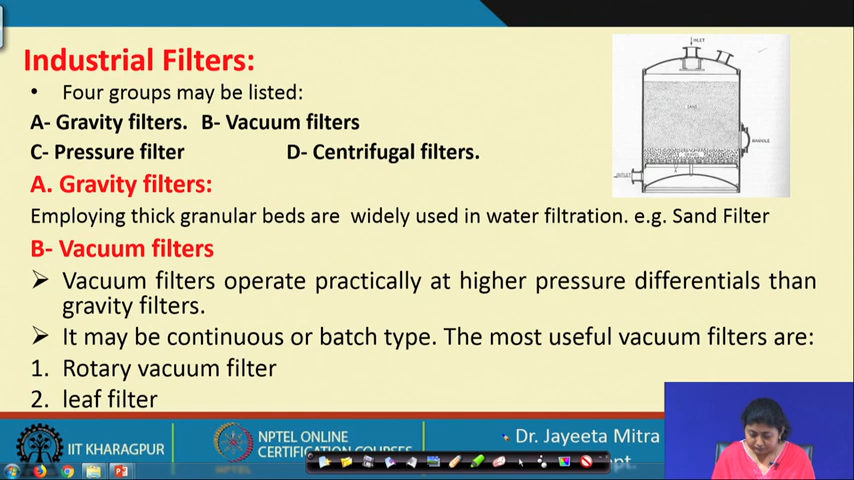 Industrial Filters:
• Four groups may be listed:
A- Gravity filters. B- Vacuum filters
C- Pressure filter D- Centrifugal filters.
A. Gravity filters:
Employing thick granular beds are widely used in water filtration. e.g. Sand Filter
B- Vacuum filters
➤ Vacuum filters operate practically at higher pressure differentials than
gravity filters.
➤ It may be continuous or batch type. The most useful vacuum filters are:
1. Rotary vacuum filter
2. leaf filter
INLET
SAND
MANHOLE
OUTLET
IIT KHARAGPUR
NPTEL ONLINE
CERTIFICATION COURSES
Dr. Jayeeta Mitra